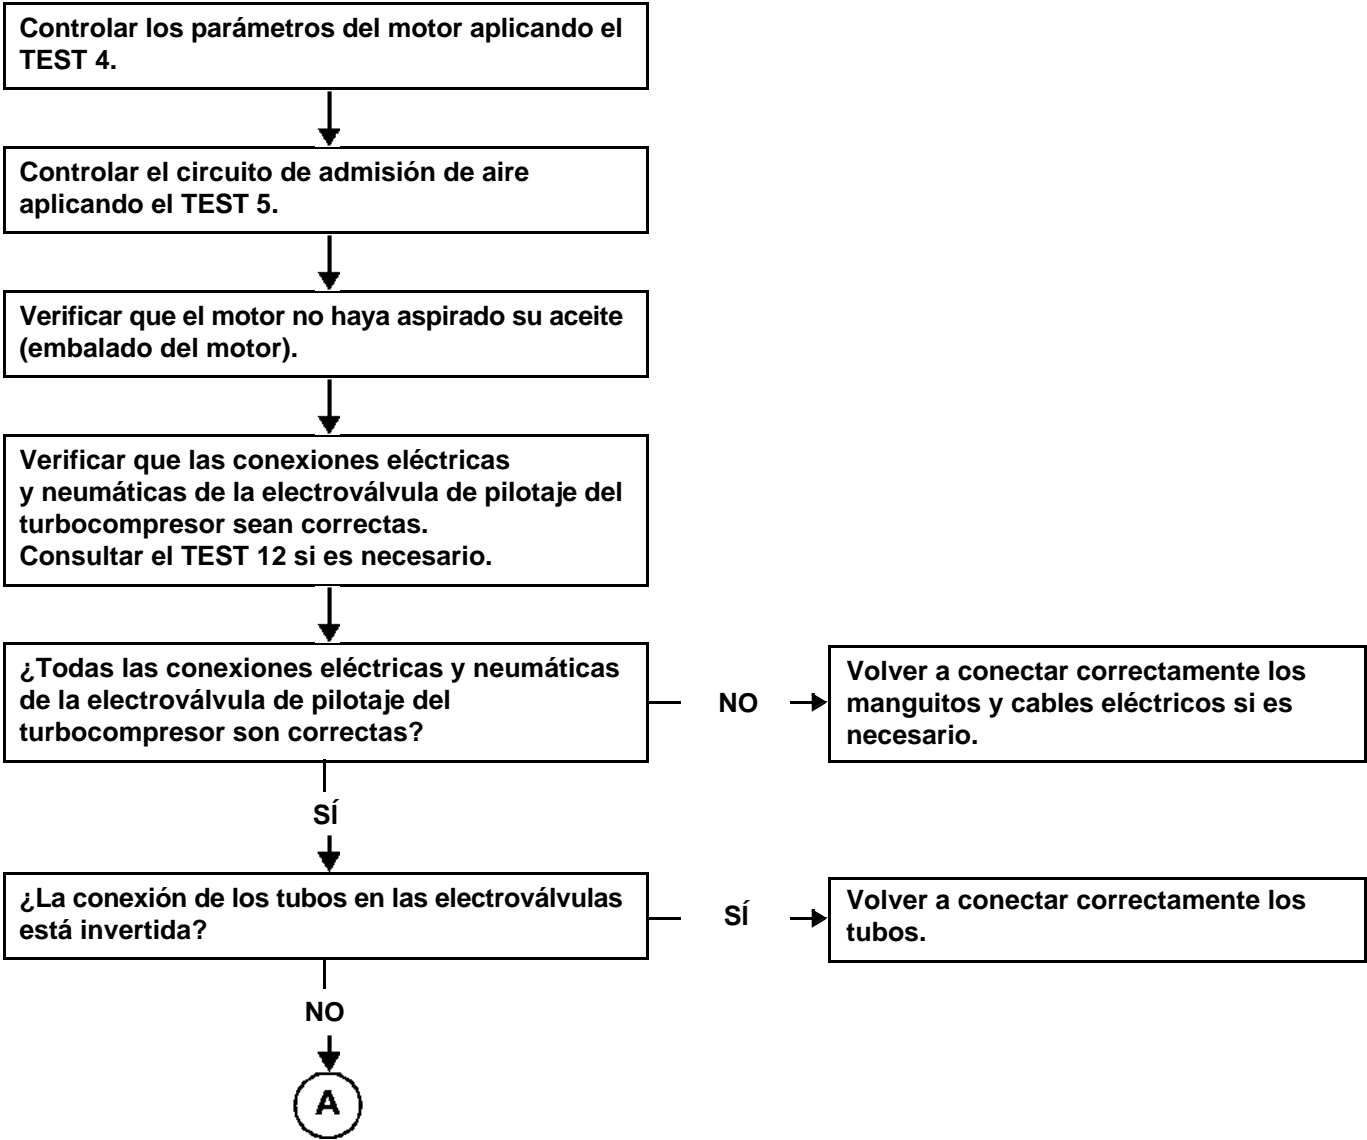 Controlar los parámetros del motor aplicando el
TEST 4.
Controlar el circuito de admisión de aire
aplicando el TEST 5.
Verificar que el motor no haya aspirado su aceite
(embalado del motor).
Verificar que las conexiones eléctricas
y neumáticas de la electroválvula de pilotaje del
turbocompresor sean correctas.
Consultar el TEST 12 si es necesario.
¿Todas las conexiones eléctricas y neumáticas
de la electroválvula de pilotaje del
turbocompresor son correctas?
NO
Volver a conectar correctamente los
manguitos y cables eléctricos si es
necesario.
SÍ
¿La conexión de los tubos en las electroválvulas
está invertida?
SÍ
Volver a conectar correctamente los
tubos.
NO
A